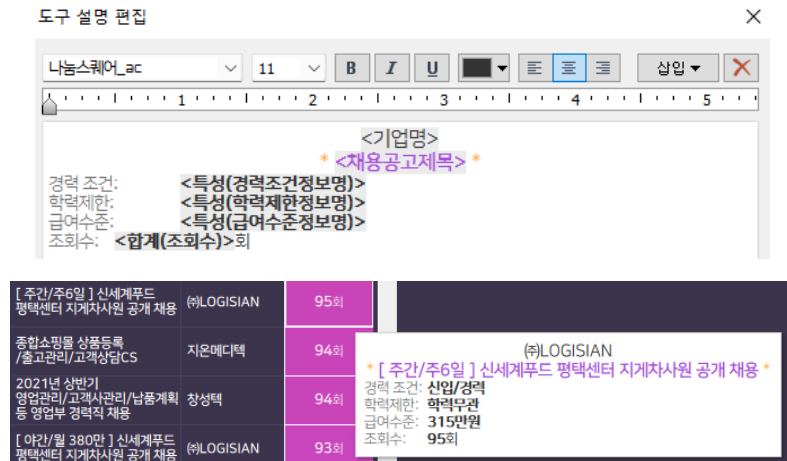 도구 설명 편집
나눔스퀘어_ac 11 B I U 삽입
1 2 3 4 5
<기업명>
* <채용공고제목> *
경력 조건: <특성(경력조건정보명)>
학력제한: <특성(학력제한정보명)>
급여수준: <특성(급여수준정보명)>
조회수: <합계(조회수)>회
[ 주간/주6일 ] 신세계푸드
평택센터 지게차사원 공개 채용
㈜LOGISIAN
95회
종합쇼핑몰 상품등록
/출고관리/고객상담CS
지온메디텍
94회
2021년 상반기
영업관리/고객사관리/납품계획
등 영업부 경력직 채용
창성텍
94회
[ 야간/월 380만 ] 신세계푸드
평택센터 지게차사원 공개 채용
㈜LOGISIAN
93회
㈜LOGISIAN
* [ 주간/주6일 ] 신세계푸드 평택센터 지게차사원 공개 채용 *
경력 조건: 신입/경력
학력제한: 학력무관
급여수준: 315만원
조회수: 95회